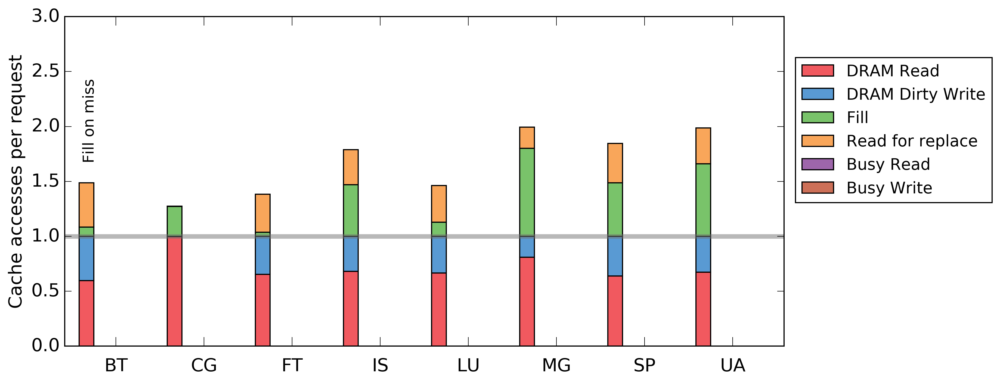 Cache accesses per request
3.0
2.5
2.0
1.5
1.0
0.5
0.0
Fill on miss
BT CG FT IS LU MG SP UA
DRAM Read
DRAM Dirty Write
Fill
Read for replace
Busy Read
Busy Write